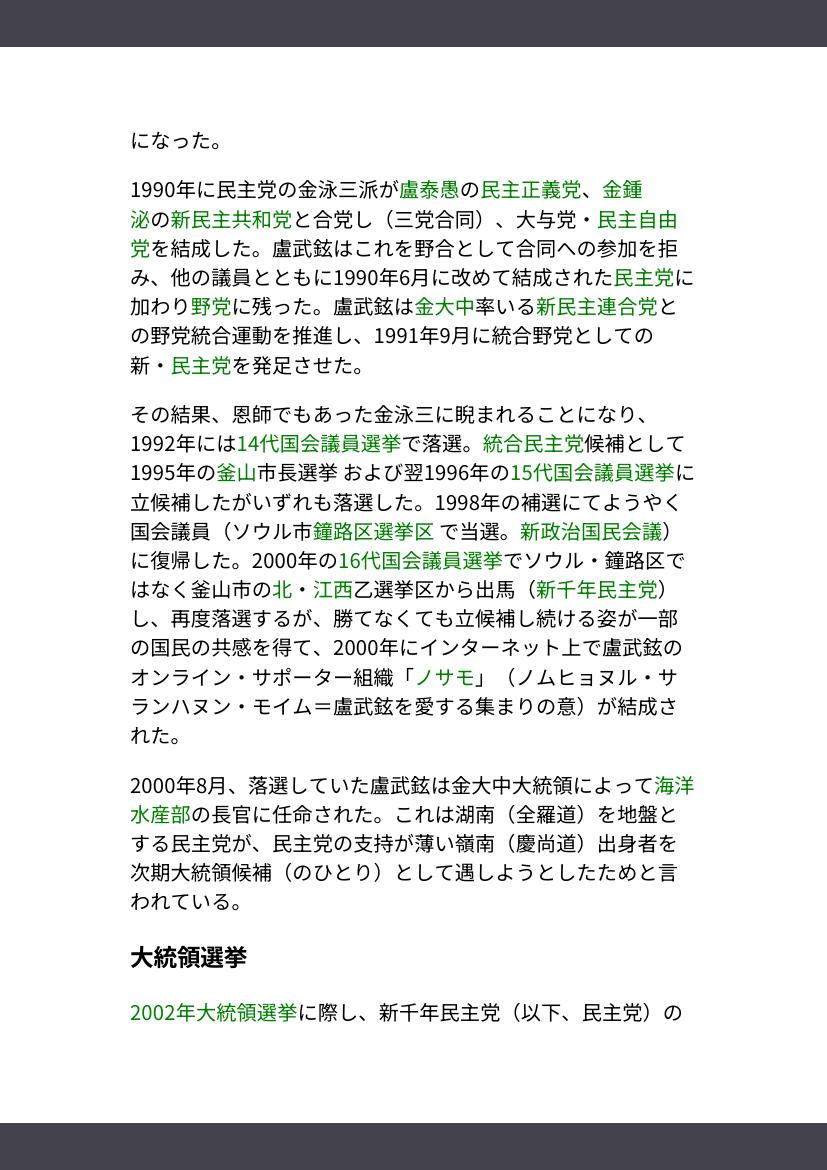 になった。
1990年に民主党の金泳三派が盧泰愚の民主正義党、金鍾
泌の新民主共和党と合党し（三党合同）、大与党・民主自由
党を結成した。盧武鉉はこれを野合として合同への参加を拒
み、他の議員とともに1990年6月に改めて結成された民主党に
加わり野党に残った。盧武鉉は金大中率いる新民主連合党と
の野党統合運動を推進し、1991年9月に統合野党としての
新・民主党を発足させた。
その結果、恩師でもあった金泳三に睨まれることになり、
1992年には14代国会議員選挙で落選。統合民主党候補として
1995年の釜山市長選挙 および翌1996年の15代国会議員選挙に
立候補したがいずれも落選した。1998年の補選にてようやく
国会議員（ソウル市鐘路区選挙区 で当選。新政治国民会議）
に復帰した。2000年の16代国会議員選挙でソウル・鐘路区で
はなく釜山市の北・江西乙選挙区から出馬（新千年民主党）
し、再度落選するが、勝てなくても立候補し続ける姿が一部
の国民の共感を得て、2000年にインターネット上で盧武鉉の
オンライン・サポーター組織「ノサモ」（ノムヒョヌル・サ
ランハヌン・モイム＝盧武鉉を愛する集まりの意）が結成さ
れた。
2000年8月、落選していた盧武鉉は金大中大統領によって海洋
水産部の長官に任命された。これは湖南（全羅道）を地盤と
する民主党が、民主党の支持が薄い嶺南（慶尚道）出身者を
次期大統領候補（のひとり）として遇しようとしたためと言
われている。
大統領選挙
2002年大統領選挙に際し、新千年民主党（以下、民主党）の